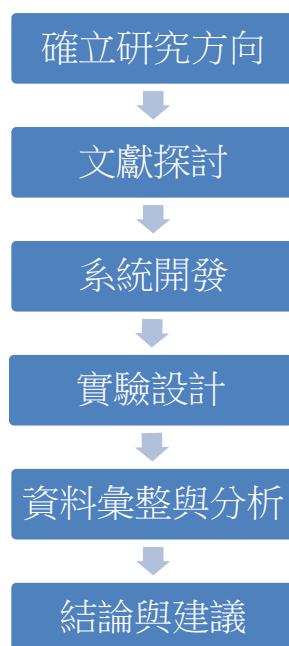 確立研究方向
文獻探討
系統開發
實驗設計
資料彙整與分析
結論與建議